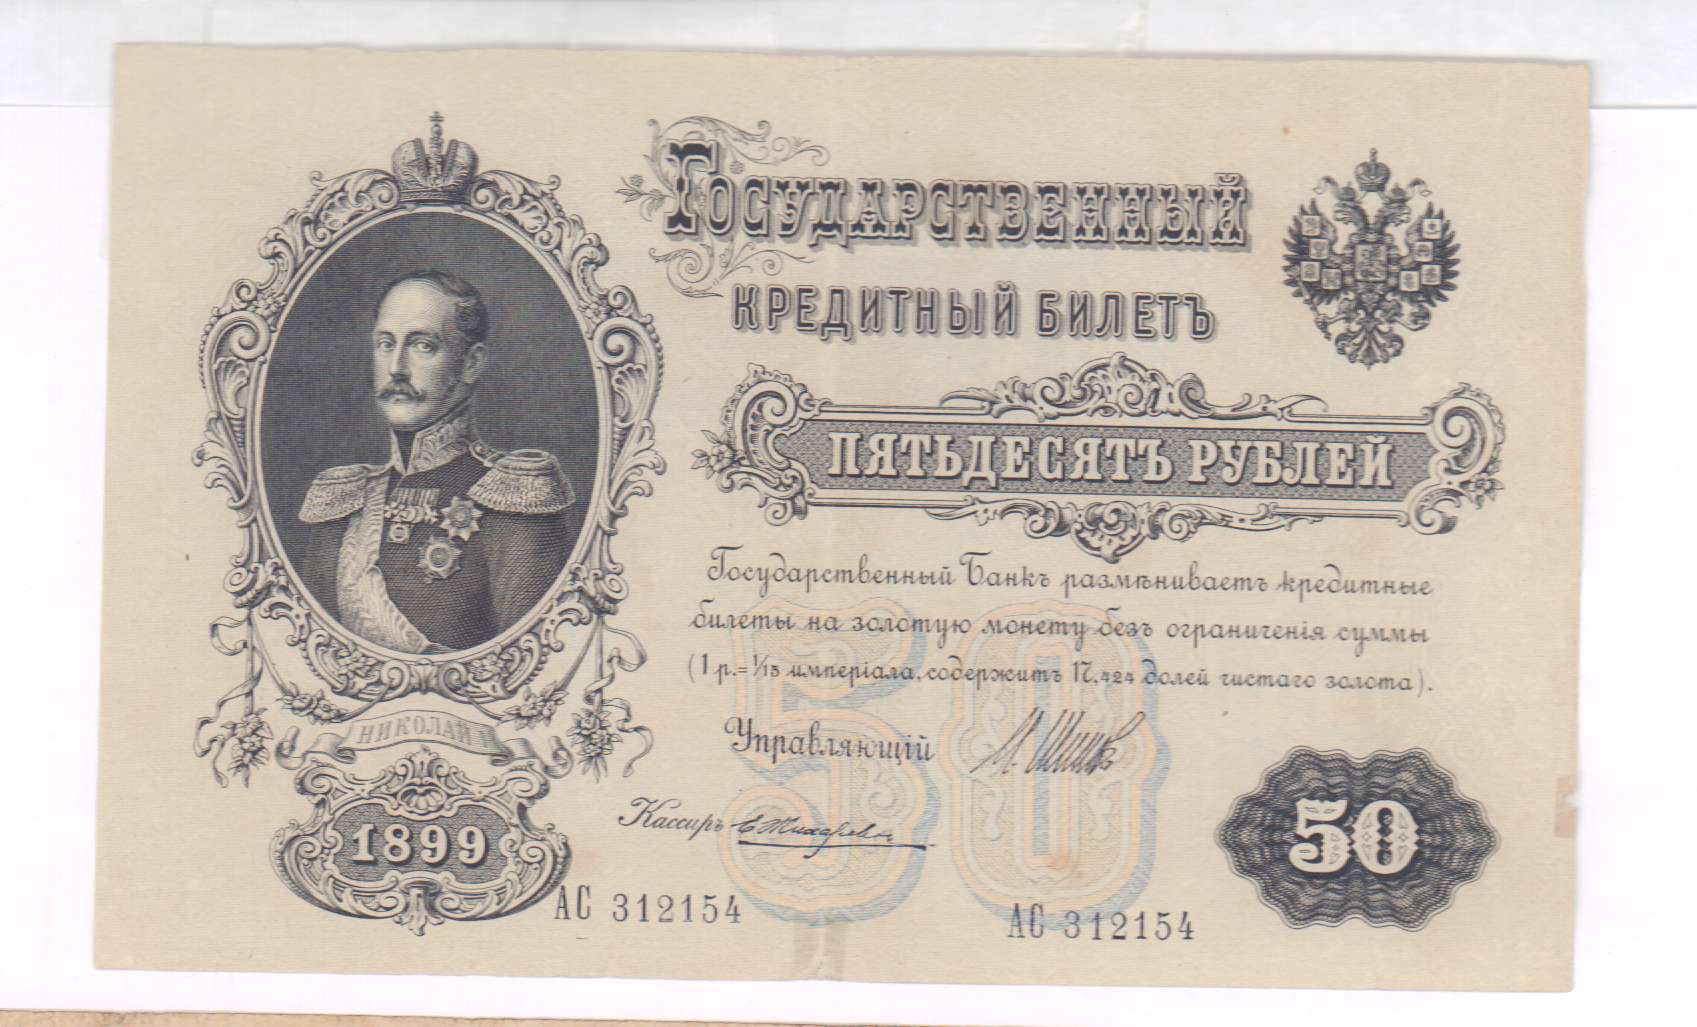 Государственный
кредитный билетъ
пятьдесятъ рублей
Государственный Банкъ размѣниваетъ кредитные
билеты на золотую монету безъ ограниченія суммы
(1 р.=1/15 имперіала, содержитъ 17,424 долей чистаго золота).
Управляющій
Кассиръ
НИКОЛАЙ
1899
50
АС 312154
АС 312154
50